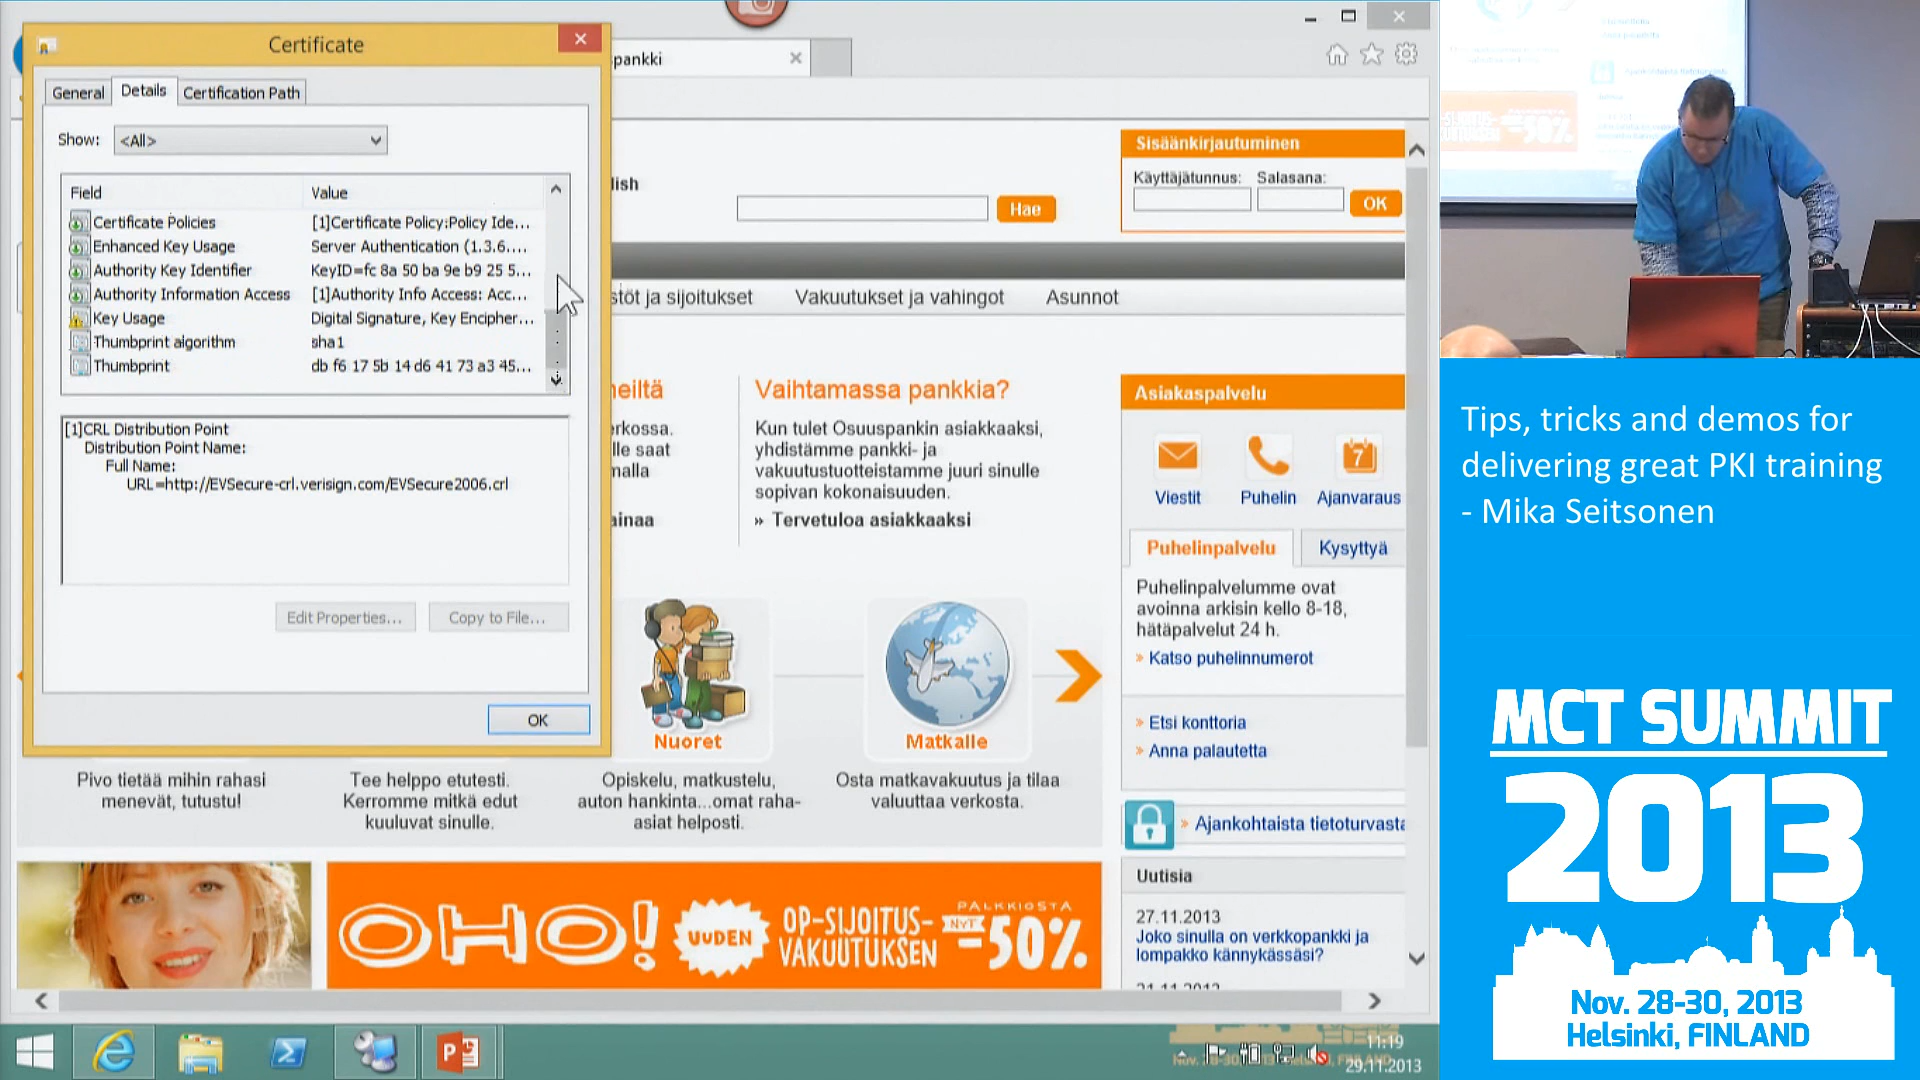 Certificate
General
Details
Certification Path
Show:
<All>
Field
Value
Certificate Policies
[1]Certificate Policy:Policy Ide...
Enhanced Key Usage
Server Authentication (1.3.6....
Authority Key Identifier
KeyID=fc 8a 50 ba 9e b9 25 5...
Authority Information Access
[1]Authority Info Access: Acc...
Key Usage
Digital Signature, Key Encipher...
Thumbprint algorithm
sha1
Thumbprint
db f6 17 5b 14 d6 41 73 a3 45...
[1]CRL Distribution Point
Distribution Point Name:
Full Name:
URL=http://EVSecure-crl.verisign.com/EVSecure2006.crl
Edit Properties...
Copy to File...
OK
pankki
lish
Hae
Sisäänkirjautuminen
Käyttäjätunnus:
Salasana:
OK
stöt ja sijoitukset
Vakuutukset ja vahingot
Asunnot
neiltä
erkossa.
lle saat
nalla
ainaa
Vaihtamassa pankkia?
Kun tulet Osuuspankin asiakkaaksi,
yhdistämme pankki- ja
vakuutustuotteistamme juuri sinulle
sopivan kokonaisuuden.
» Tervetuloa asiakkaaksi
Asiakaspalvelu
7
Viestit
Puhelin
Ajanvaraus
Puhelinpalvelu
Kysyttyä
Puhelinpalvelumme ovat
avoinna arkisin kello 8-18,
hätäpalvelut 24 h.
» Katso puhelinnumerot
» Etsi konttoria
» Anna palautetta
» Ajankohtaista tietoturvasta
Uutisia
27.11.2013
Joko sinulla on verkkopankki ja
lompakko kännykässäsi?
Nuoret
Matkalle
Pivo tietää mihin rahasi
menevät, tutustu!
Tee helppo etutesti.
Kerromme mitkä edut
kuuluvat sinulle.
Opiskelu, matkustelu,
auton hankinta...omat raha-
asiat helposti.
Osta matkavakuutus ja tilaa
valuuttaa verkosta.
OHO!
UUDEN
OP-SIJOITUS-
VAKUUTUKSEN
PALKKIOSTA
NYT
-50%
11:19
29.11.2013
Tips, tricks and demos for
delivering great PKI training
- Mika Seitsonen
MCT SUMMIT
2013
Nov. 28-30, 2013
Helsinki, FINLAND